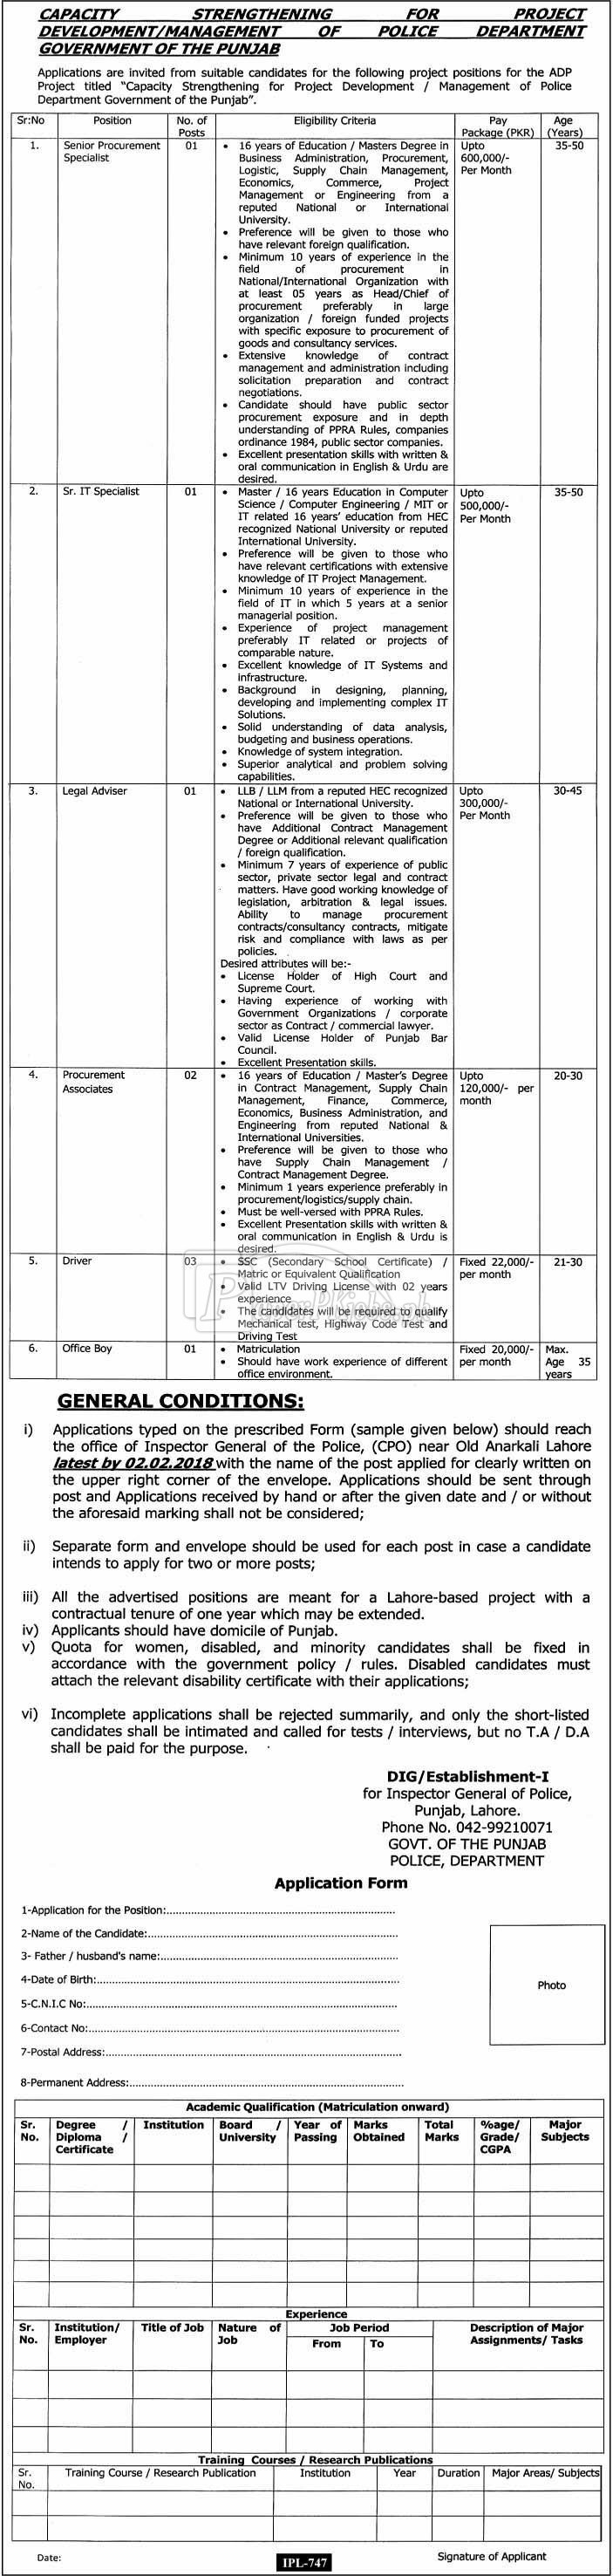 CAPACITY STRENGTHENING FOR PROJECT
DEVELOPMENT/MANAGEMENT OF POLICE DEPARTMENT
GOVERNMENT OF THE PUNJAB
Applications are invited from suitable candidates for the following project positions for the ADP
Project titled "Capacity Strengthening for Project Development / Management of Police
Department Government of the Punjab".
Sr:No Position No. of Posts Eligibility Criteria Pay Package (PKR) Age (Years)
1. Senior Procurement Specialist 01 Upto 600,000/- Per Month 35-50
• 16 years of Education / Masters Degree in
Business Administration, Procurement,
Logistic, Supply Chain Management,
Economics, Commerce, Project
Management or Engineering from a
reputed National or International
University.
• Preference will be given to those who
have relevant foreign qualification.
• Minimum 10 years of experience in the
field of procurement in
National/International Organization with
at least 05 years as Head/Chief of
procurement preferably in large
organization / foreign funded projects
with specific exposure to procurement of
goods and consultancy services.
• Extensive knowledge of contract
management and administration including
solicitation preparation and contract
negotiations.
• Candidate should have public sector
procurement exposure and in depth
understanding of PPRA Rules, companies
ordinance 1984, public sector companies.
• Excellent presentation skills with written &
oral communication in English & Urdu are
desired.
2. Sr. IT Specialist 01 Upto 500,000/- Per Month 35-50
• Master / 16 years Education in Computer
Science / Computer Engineering / MIT or
IT related 16 years' education from HEC
recognized National University or reputed
International University.
• Preference will be given to those who
have relevant certifications with extensive
knowledge of IT Project Management.
• Minimum 10 years of experience in the
field of IT in which 5 years at a senior
managerial position.
• Experience of project management
preferably IT related or projects of
comparable nature.
• Excellent knowledge of IT Systems and
infrastructure.
• Background in designing, planning,
developing and implementing complex IT
Solutions.
• Solid understanding of data analysis,
budgeting and business operations.
• Knowledge of system integration.
• Superior analytical and problem solving
capabilities.
3. Legal Adviser 01 Upto 300,000/- Per Month 30-45
• LLB / LLM from a reputed HEC recognized
National or International University.
• Preference will be given to those who
have Additional Contract Management
Degree or Additional relevant qualification
/ foreign qualification.
• Minimum 7 years of experience of public
sector, private sector legal and contract
matters. Have good working knowledge of
legislation, arbitration & legal issues.
Ability to manage procurement
contracts/consultancy contracts, mitigate
risk and compliance with laws as per
policies.
Desired attributes will be:-
• License Holder of High Court and
Supreme Court.
• Having experience of working with
Government Organizations / corporate
sector as Contract / commercial lawyer.
• Valid License Holder of Punjab Bar
Council.
• Excellent Presentation skills.
4. Procurement Associates 02 Upto 120,000/- per month 20-30
• 16 years of Education / Master's Degree
in Contract Management, Supply Chain
Management, Finance, Commerce,
Economics, Business Administration, and
Engineering from reputed National &
International Universities.
• Preference will be given to those who
have Supply Chain Management /
Contract Management Degree.
• Minimum 1 years experience preferably in
procurement/logistics/supply chain.
• Must be well-versed with PPRA Rules.
• Excellent Presentation skills with written &
oral communication in English & Urdu is
desired.
5. Driver 03 Fixed 22,000/- per month 21-30
• SSC (Secondary School Certificate) /
Matric or Equivalent Qualification
• Valid LTV Driving License with 02 years
experience
• The candidates will be required to qualify
Mechanical test, Highway Code Test and
Driving Test
6. Office Boy 01 Fixed 20,000/- per month Max. Age 35 years
• Matriculation
• Should have work experience of different
office environment.
GENERAL CONDITIONS:
i) Applications typed on the prescribed Form (sample given below) should reach
the office of Inspector General of the Police, (CPO) near Old Anarkali Lahore
latest by 02.02.2018 with the name of the post applied for clearly written on
the upper right corner of the envelope. Applications should be sent through
post and Applications received by hand or after the given date and / or without
the aforesaid marking shall not be considered;
ii) Separate form and envelope should be used for each post in case a candidate
intends to apply for two or more posts;
iii) All the advertised positions are meant for a Lahore-based project with a
contractual tenure of one year which may be extended.
iv) Applicants should have domicile of Punjab.
v) Quota for women, disabled, and minority candidates shall be fixed in
accordance with the government policy / rules. Disabled candidates must
attach the relevant disability certificate with their applications;
vi) Incomplete applications shall be rejected summarily, and only the short-listed
candidates shall be intimated and called for tests / interviews, but no T.A / D.A
shall be paid for the purpose.
DIG/Establishment-I
for Inspector General of Police,
Punjab, Lahore.
Phone No. 042-99210071
GOVT. OF THE PUNJAB
POLICE, DEPARTMENT
Application Form
1-Application for the Position:
2-Name of the Candidate:
3- Father / husband's name:
4-Date of Birth:
5-C.N.I.C No:
6-Contact No:
7-Postal Address:
8-Permanent Address:
Photo
Academic Qualification (Matriculation onward)
Sr. No. Degree / Diploma / Certificate Institution Board / University Year of Passing Marks Obtained Total Marks %age/ Grade/ CGPA Major Subjects
Experience
Sr. No. Institution/ Employer Title of Job Nature of Job Job Period From To Description of Major Assignments/ Tasks
Training Courses / Research Publications
Sr. No. Training Course / Research Publication Institution Year Duration Major Areas/ Subjects
Date:
IPL-747
Signature of Applicant